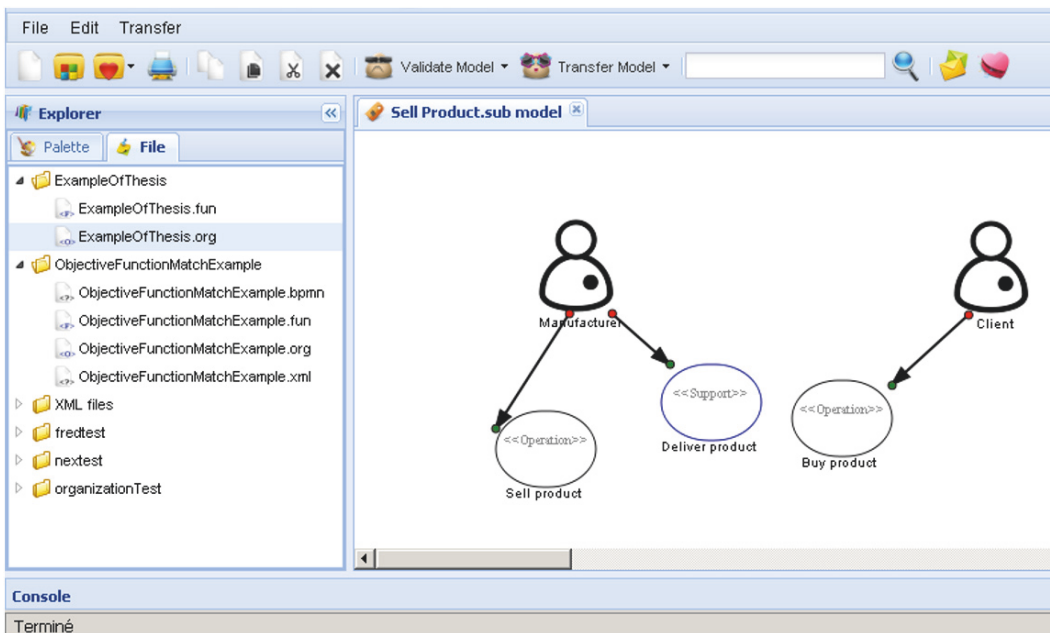 File Edit Transfer
Validate Model Transfer Model
Explorer
Sell Product.sub model
Palette File
ExampleOfThesis
ExampleOfThesis.fun
ExampleOfThesis.org
ObjectiveFunctionMatchExample
ObjectiveFunctionMatchExample.bpmn
ObjectiveFunctionMatchExample.fun
ObjectiveFunctionMatchExample.org
ObjectiveFunctionMatchExample.xml
XML files
fredtest
nextest
organizationTest
Manufacturer
Client
<<Support>>
Deliver product
<<Operation>>
Buy product
<<Operation>>
Sell product
Console
Terminé